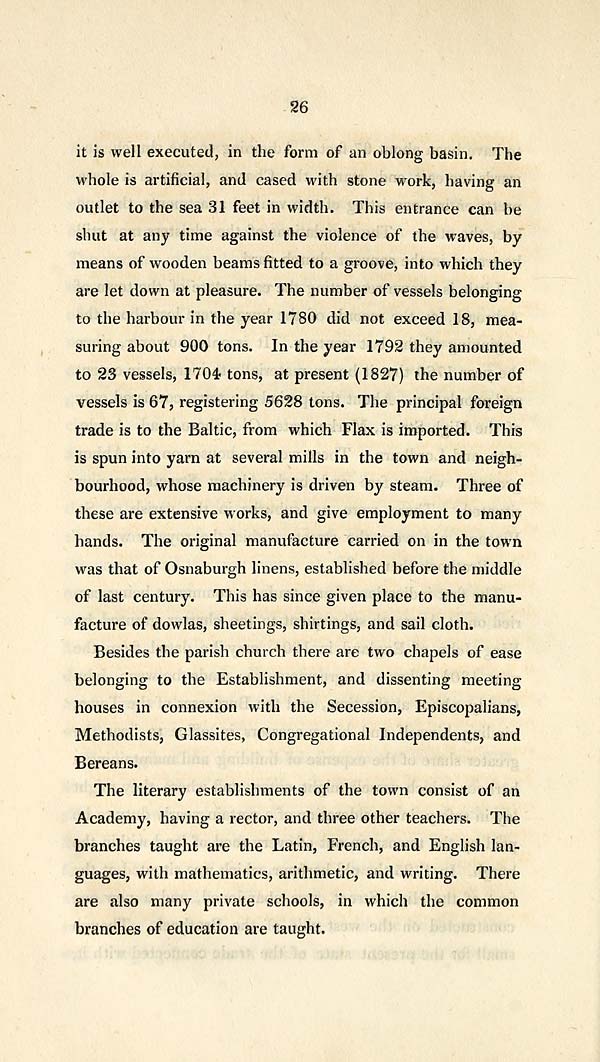 26
it is well executed, in the form of an oblong basin. The
whole is artificial, and cased with stone work, having an
outlet to the sea 31 feet in width. This entrance can be
shut at any time against the violence of the waves, by
means of wooden beams fitted to a groove, into which they
are let down at pleasure. The number of vessels belonging
to the harbour in the year 1780 did not exceed 18, mea-
suring about 900 tons. In the year 1792 they amounted
to 23 vessels, 1704 tons, at present (1827) the number of
vessels is 67, registering 5628 tons. The principal foreign
trade is to the Baltic, from which Flax is imported. This
is spun into yarn at several mills in the town and neigh-
bourhood, whose machinery is driven by steam. Three of
these are extensive works, and give employment to many
hands. The original manufacture carried on in the town
was that of Osnaburgh linens, established before the middle
of last century. This has since given place to the manu-
facture of dowlas, sheetings, shirtings, and sail cloth.
Besides the parish church there are two chapels of ease
belonging to the Establishment, and dissenting meeting
houses in connexion with the Secession, Episcopalians,
Methodists, Glassites, Congregational Independents, and
Bereans.
The literary establishments of the town consist of an
Academy, having a rector, and three other teachers. The
branches taught are the Latin, French, and English lan-
guages, with mathematics, arithmetic, and writing. There
are also many private schools, in which the common
branches of education are taught.